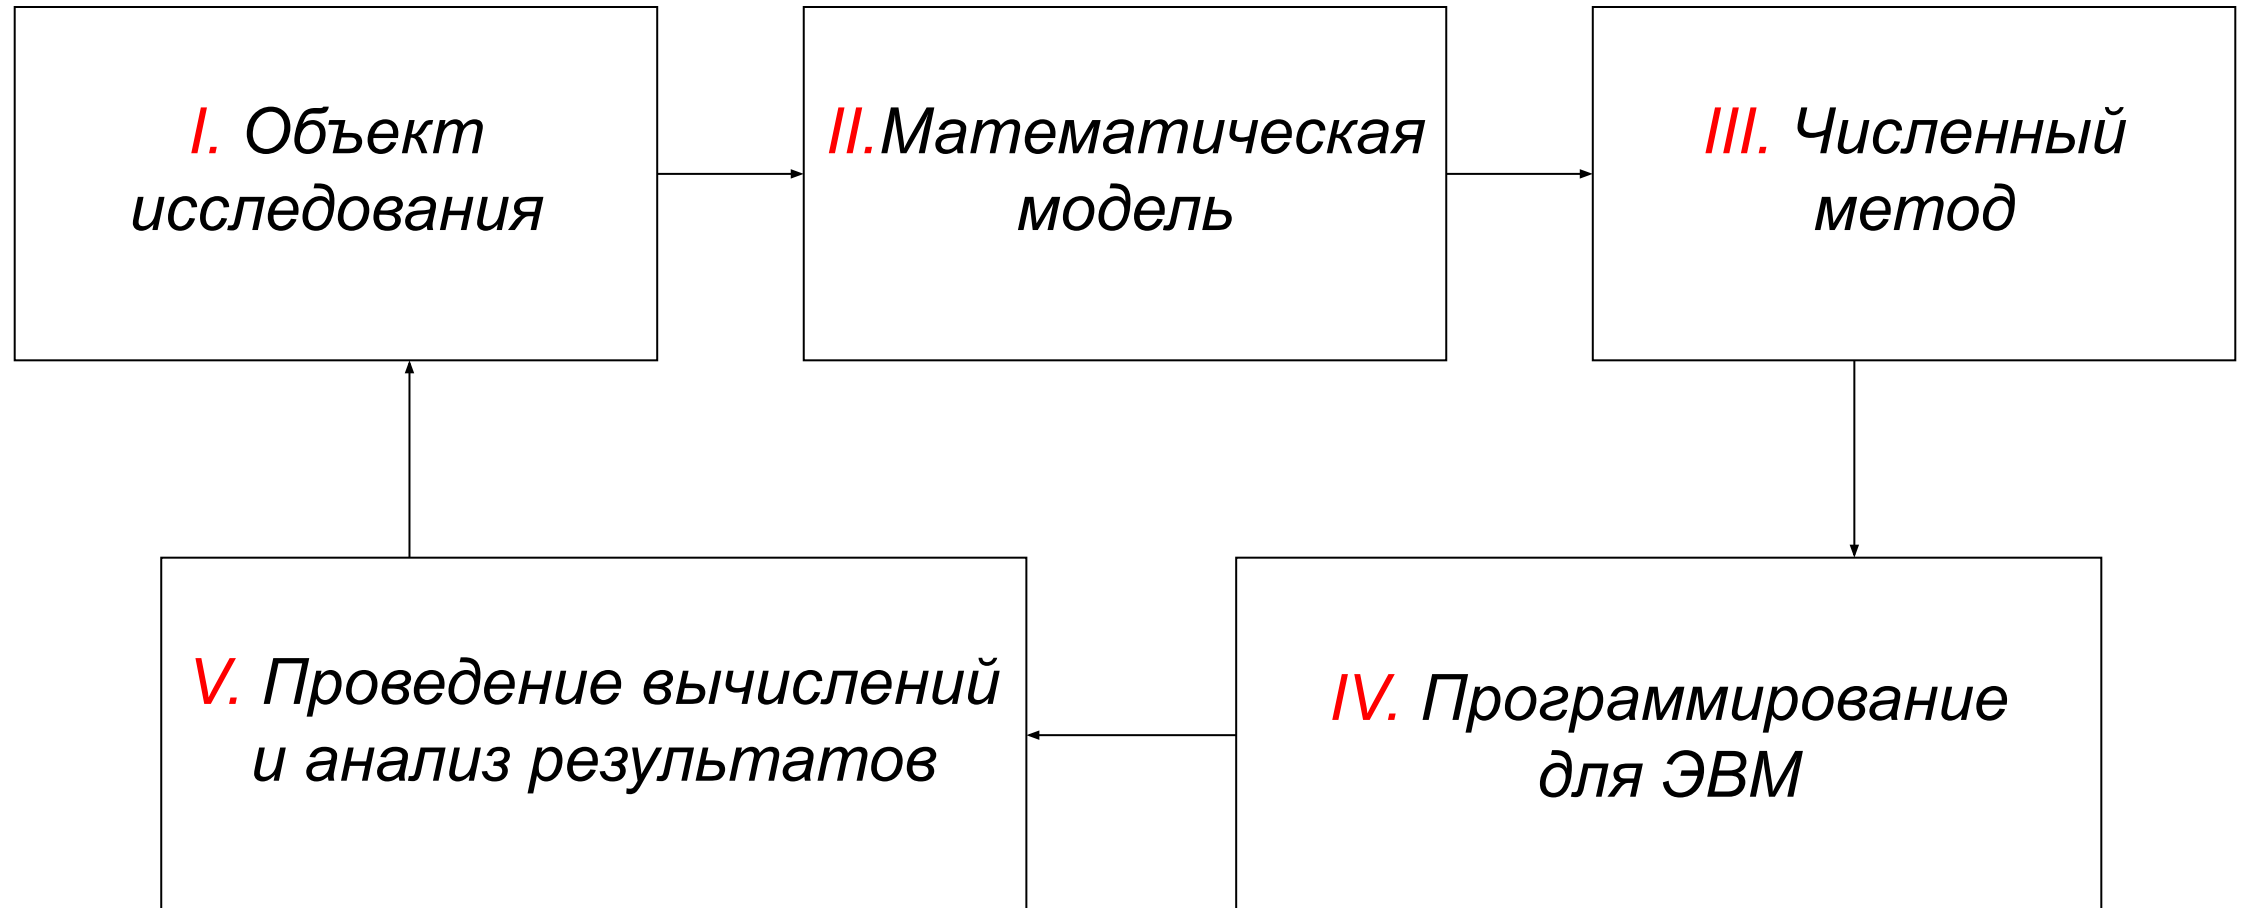 I. Объект
исследования
II.Математическая
модель
III. Численный
метод
V. Проведение вычислений
и анализ результатов
IV. Программирование
для ЭВМ